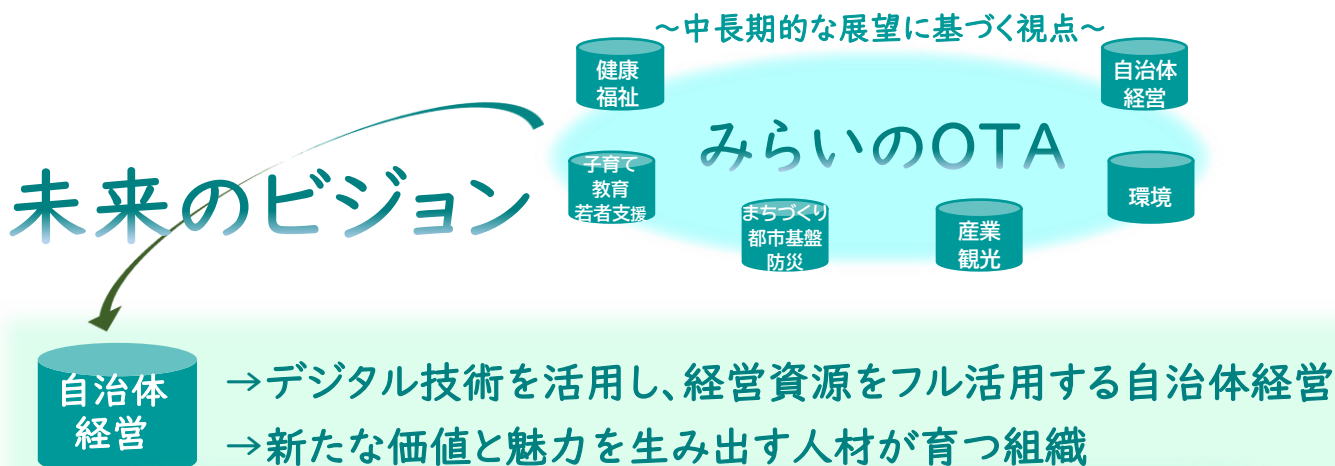 ～中長期的な展望に基づく視点～
健康
福祉
自治体
経営
みらいのOTA
未来のビジョン
子育て
教育
若者支援
環境
まちづくり
都市基盤
防災
産業
観光
自治体
経営
→デジタル技術を活用し、経営資源をフル活用する自治体経営
→新たな価値と魅力を生み出す人材が育つ組織